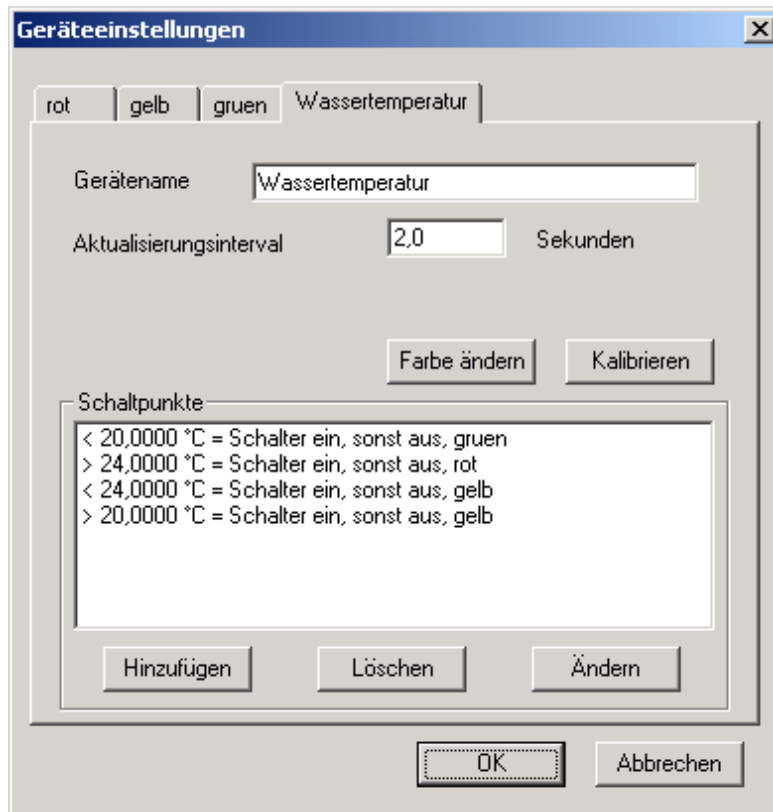 Geräteeinstellungen
rot gelb gruen Wassertemperatur
Gerätename Wassertemperatur
Aktualisierungsinterval 2,0 Sekunden
Farbe ändern Kalibrieren
Schaltpunkte
< 20,0000 °C = Schalter ein, sonst aus, gruen
> 24,0000 °C = Schalter ein, sonst aus, rot
< 24,0000 °C = Schalter ein, sonst aus, gelb
> 20,0000 °C = Schalter ein, sonst aus, gelb
Hinzufügen Löschen Ändern
OK Abbrechen